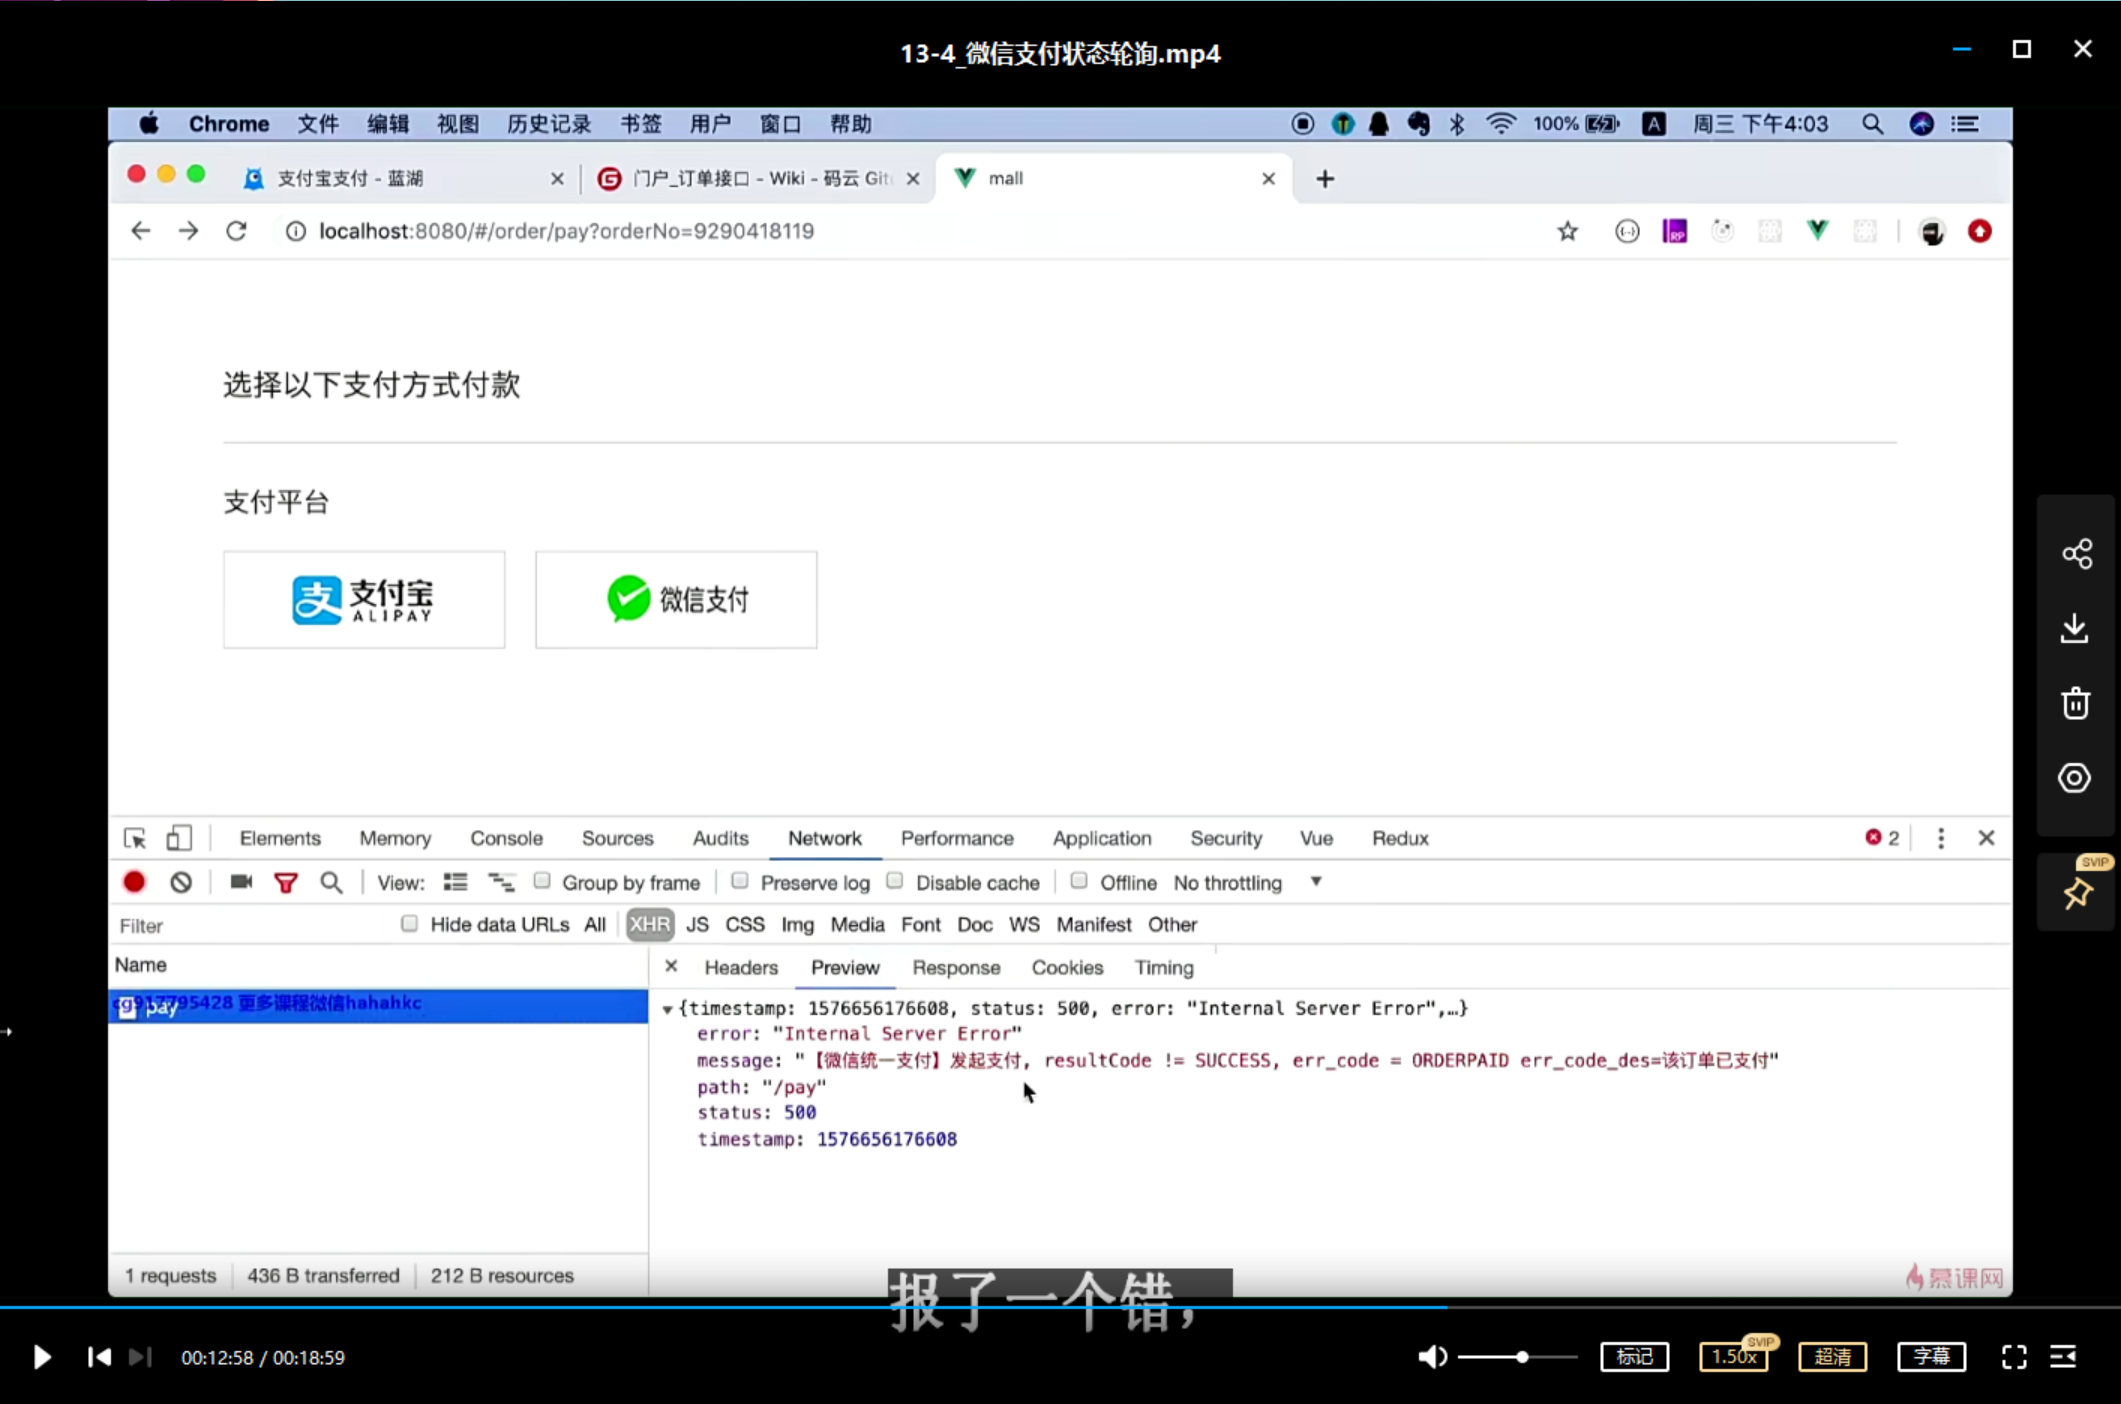 13-4_微信支付状态轮询.mp4
Chrome 文件 编辑 视图 历史记录 书签 用户 窗口 帮助 100% A 周三 下午4:03
支付宝支付 - 蓝湖 门户_订单接口 - Wiki - 码云 Git mall
localhost:8080/#/order/pay?orderNo=9290418119
选择以下支付方式付款
支付平台
支付宝
ALIPAY
微信支付
Elements Memory Console Sources Audits Network Performance Application Security Vue Redux 2
View: Group by frame Preserve log Disable cache Offline No throttling
Filter Hide data URLs All XHR JS CSS Img Media Font Doc WS Manifest Other
Name
Headers Preview Response Cookies Timing
pay
cg917795428 更多课程微信hahahkc
{timestamp: 1576656176608, status: 500, error: "Internal Server Error",…}
error: "Internal Server Error"
message: "【微信统一支付】发起支付, resultCode != SUCCESS, err_code = ORDERPAID err_code_des=该订单已支付"
path: "/pay"
status: 500
timestamp: 1576656176608
1 requests 436 B transferred 212 B resources
慕课网
报了一个错，
00:12:58 / 00:18:59
标记 1.50x SVIP 超清 字幕
SVIP